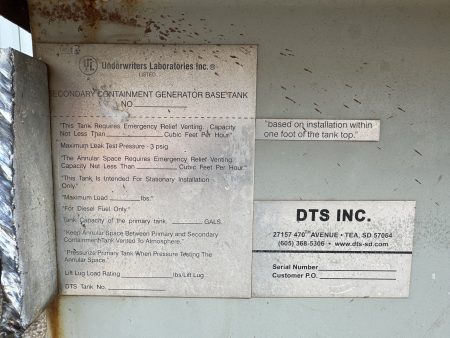 UL Underwriters Laboratories Inc.®
LISTED
SECONDARY CONTAINMENT GENERATOR BASE TANK
NO
"This Tank Requires Emergency Relief Venting, Capacity
Not Less Than Cubic Feet Per Hour"
Maximum Leak Test Pressure - 3 psig
"The Annular Space Requires Emergency Relief Venting,
Capacity Not Less Than Cubic Feet Per Hour"
"This Tank Is Intended For Stationary Installation
Only"
"Maximum Load lbs."
"For Diesel Fuel Only."
Tank Capacity of the primary tank GALS.
"Keep Annular Space Between Primary and Secondary
Containment Tank Vented To Atmosphere."
"Pressurize Primary Tank When Pressure Testing The
Annular Space."
Lift Lug Load Rating lbs/Lift Lug
DTS Tank No.
"based on installation within
one foot of the tank top."
DTS INC.
27157 470TH AVENUE • TEA, SD 57064
(605) 368-5306 • www.dts-sd.com
Serial Number
Customer P.O.